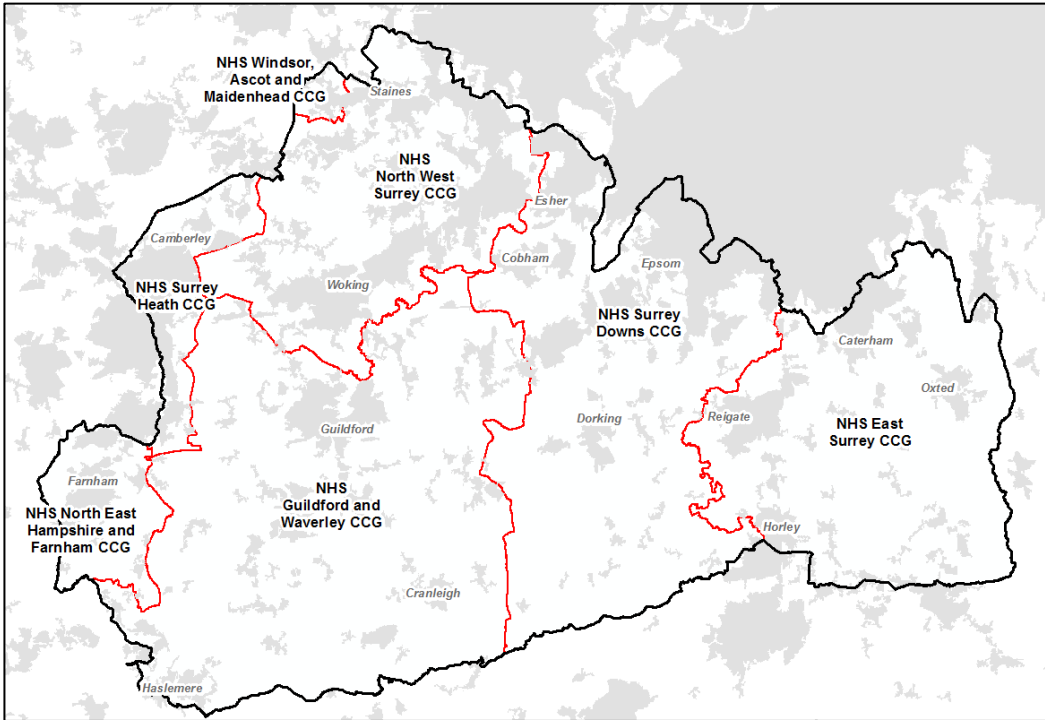 NHS Windsor,
Ascot and
Maidenhead CCG
Staines
NHS
North West
Surrey CCG
Esher
Camberley
Cobham
Epsom
Woking
NHS Surrey
Heath CCG
NHS Surrey
Downs CCG
Caterham
Oxted
Guildford
Dorking
Reigate
NHS East
Surrey CCG
Farnham
NHS North East
Hampshire and
Farnham CCG
NHS
Guildford and
Waverley CCG
Horley
Cranleigh
Haslemere